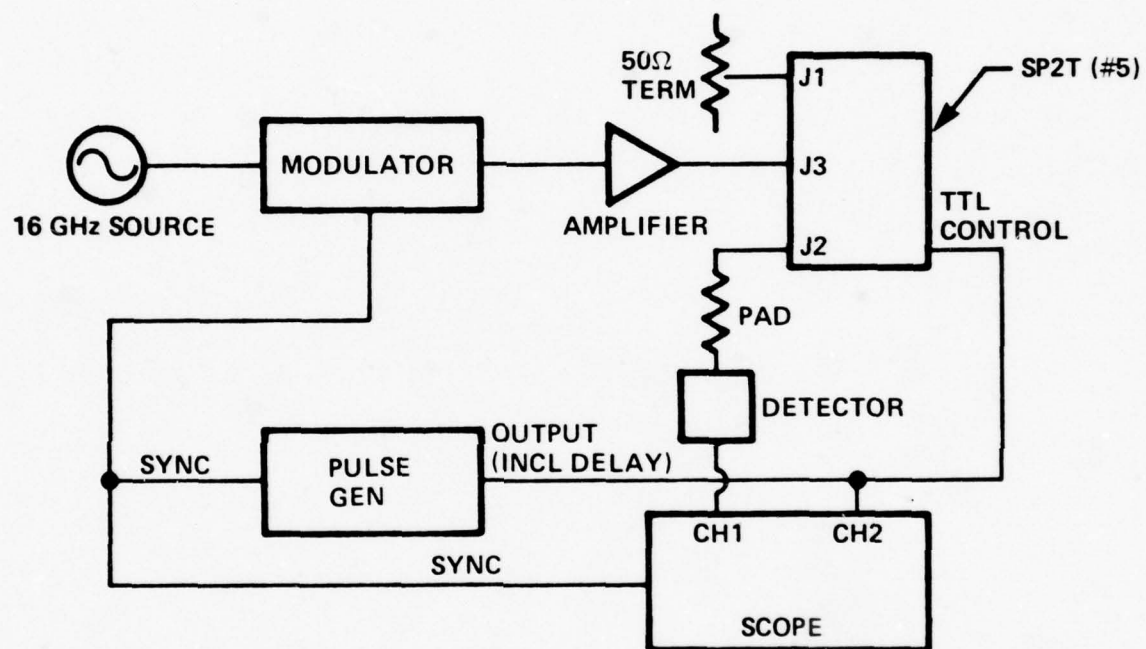 50Ω
TERM
J1
SP2T (#5)
MODULATOR
J3
16 GHz SOURCE
AMPLIFIER
TTL
CONTROL
J2
PAD
DETECTOR
OUTPUT
(INCL DELAY)
SYNC
PULSE
GEN
CH1
CH2
SYNC
SCOPE